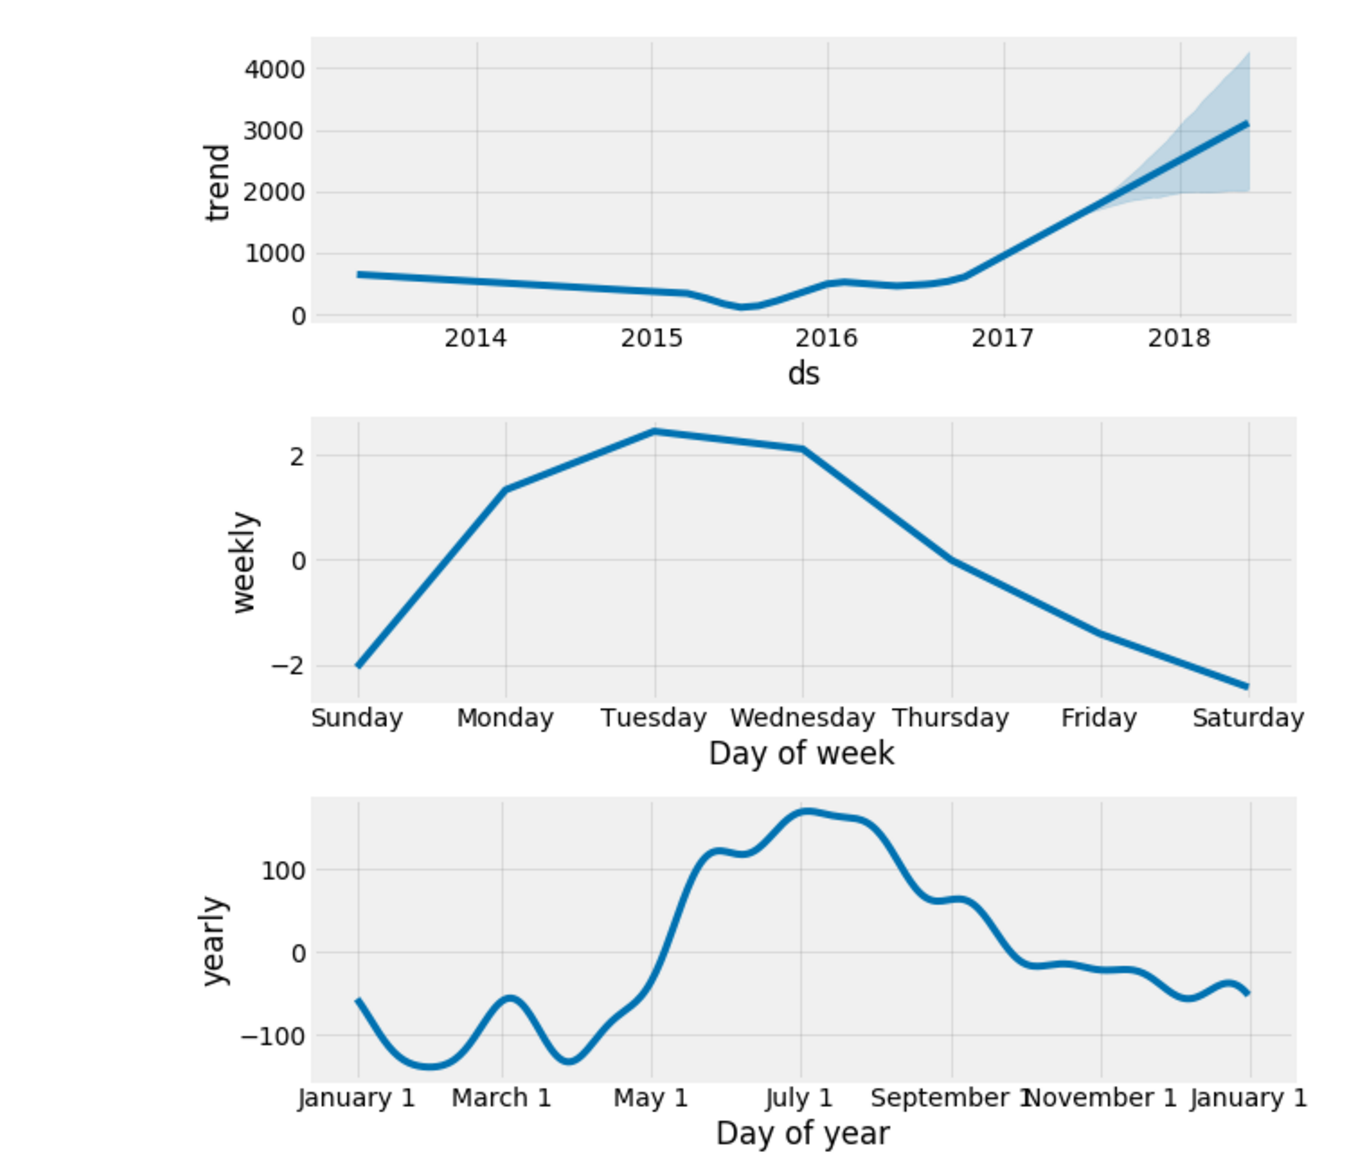 4000
3000
2000
1000
0
trend
2014 2015 2016 2017 2018
ds
2
0
−2
weekly
Sunday Monday Tuesday Wednesday Thursday Friday Saturday
Day of week
100
0
−100
yearly
January 1 March 1 May 1 July 1 September 1 November 1 January 1
Day of year